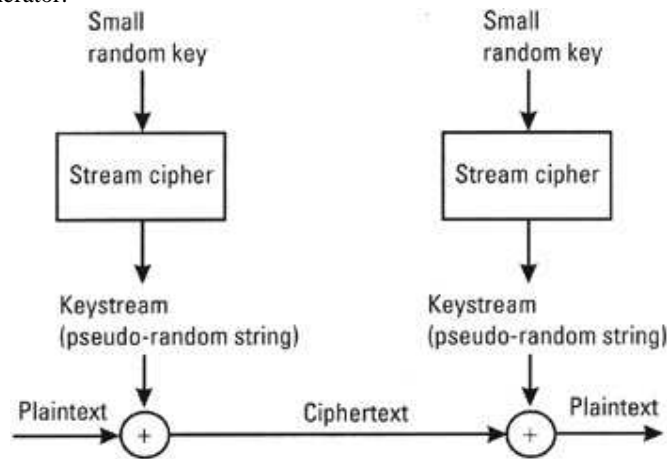 Small
random key
Stream cipher
Keystream
(pseudo-random string)
Small
random key
Stream cipher
Keystream
(pseudo-random string)
Plaintext
+
Ciphertext
+
Plaintext